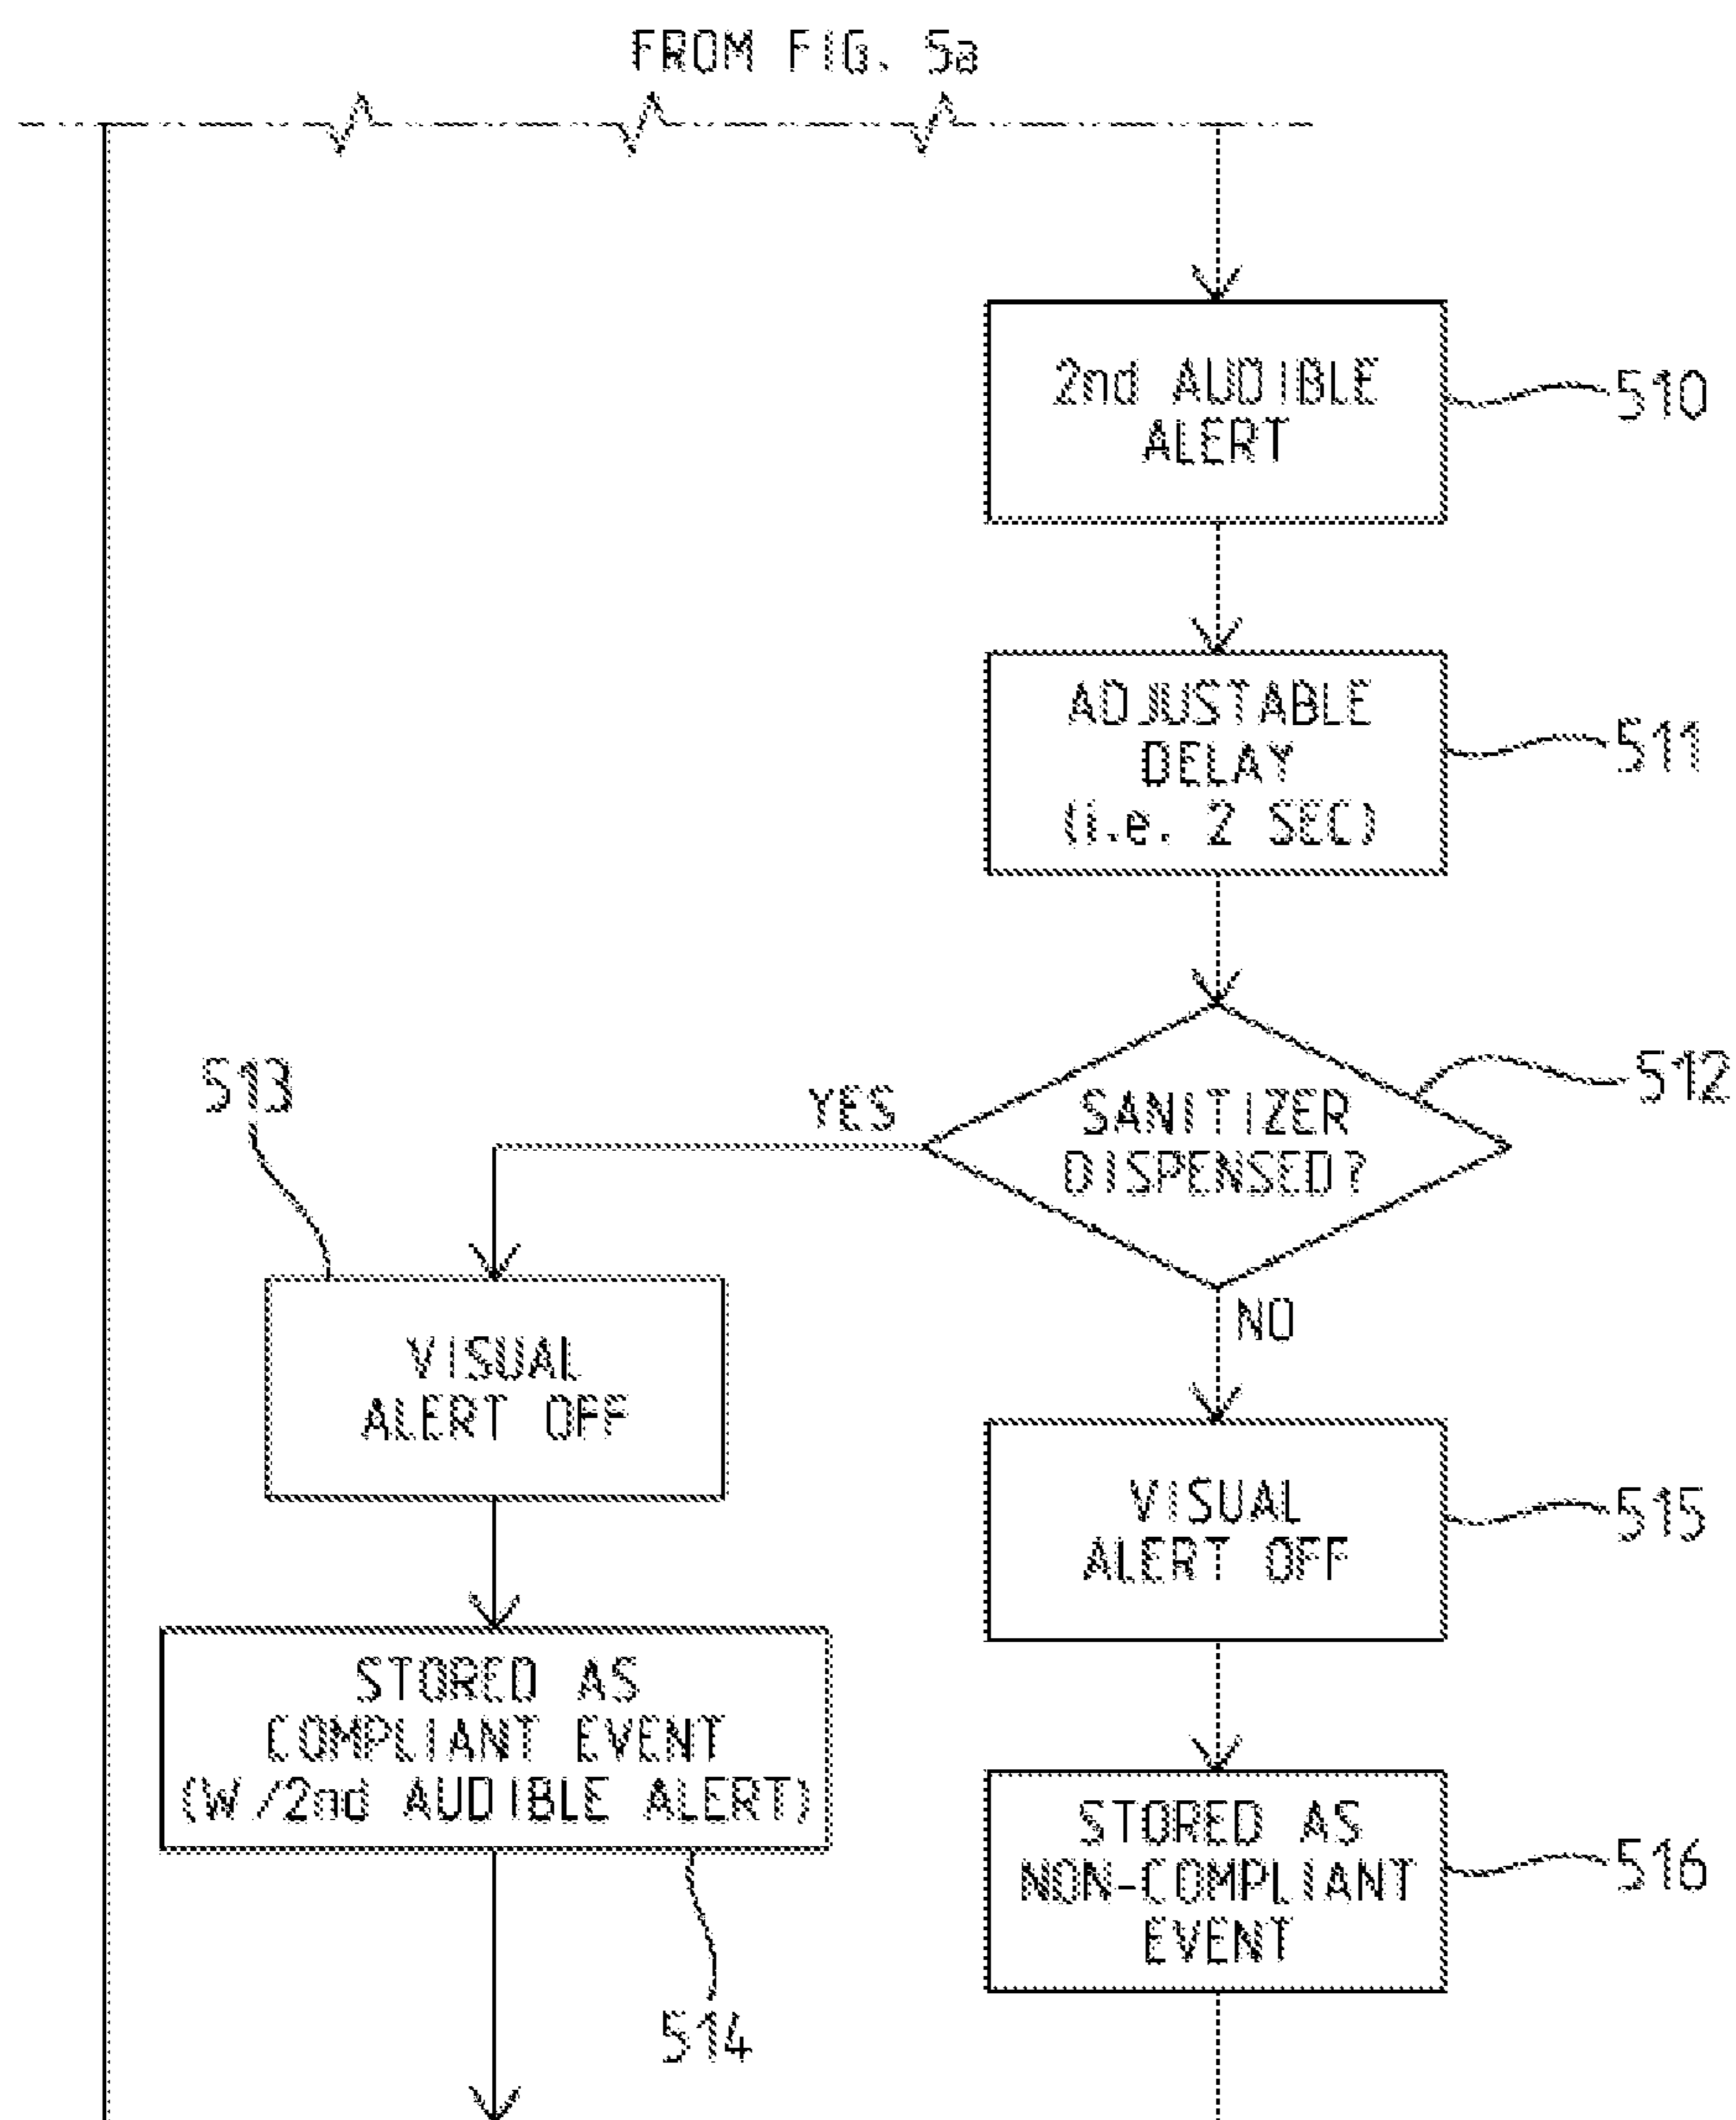 FROM FIG. 5a
2nd AUDIBLE
ALERT
510
ADJUSTABLE
DELAY
(i.e. 2 SEC)
511
SANITIZER
DISPENSED?
512
YES
NO
513
VISUAL
ALERT OFF
VISUAL
ALERT OFF
515
STORED AS
COMPLIANT EVENT
(W/2nd AUDIBLE ALERT)
514
STORED AS
NON-COMPLIANT
EVENT
516